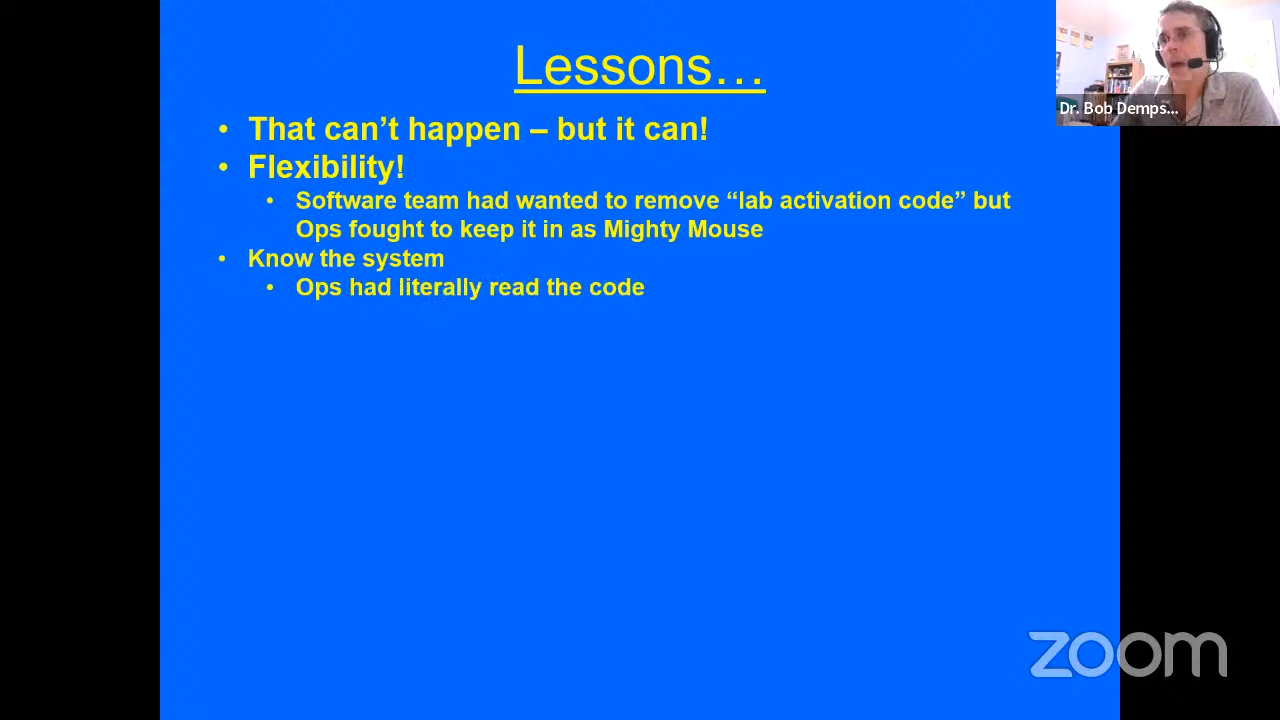 Lessons…
• That can’t happen – but it can!
• Flexibility!
• Software team had wanted to remove “lab activation code” but
Ops fought to keep it in as Mighty Mouse
• Know the system
• Ops had literally read the code
Dr. Bob Demps...
zoom